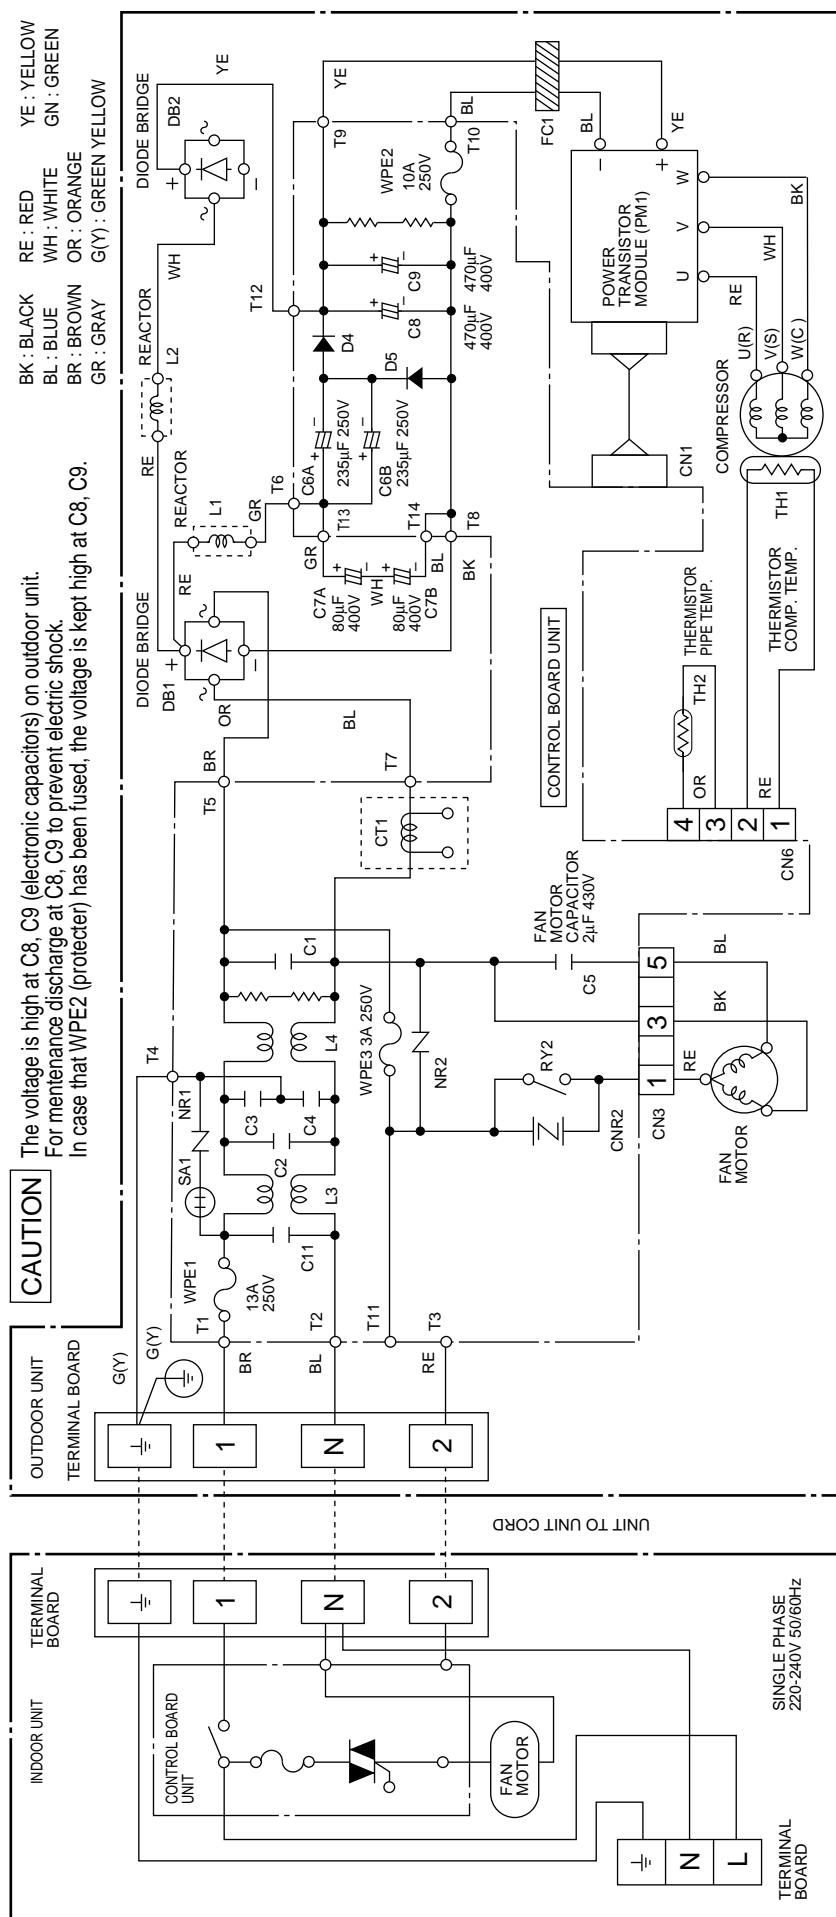 CAUTION
The voltage is high at C8, C9 (electronic capacitors) on outdoor unit.
For mentenance discharge at C8, C9 to prevent electric shock.
In case that WPE2 (protecter) has been fused, the voltage is kept high at C8, C9.
BK : BLACK
BL : BLUE
BR : BROWN
GR : GRAY
RE : RED
WH : WHITE
OR : ORANGE
G(Y) : GREEN YELLOW
YE : YELLOW
GN : GREEN
INDOOR UNIT
TERMINAL
BOARD
1
N
2
CONTROL BOARD
UNIT
FAN
MOTOR
N
L
TERMINAL
BOARD
SINGLE PHASE
220-240V 50/60Hz
UNIT TO UNIT CORD
OUTDOOR UNIT
TERMINAL BOARD
1
N
2
G(Y)
G(Y)
BR
BL
RE
T1
T2
T11
T3
WPE1
13A
250V
SA1
NR1
T4
C11
L3
C2
C3
C4
L4
C1
WPE3 3A 250V
NR2
RY2
CNR2
C5
FAN
MOTOR
CAPACITOR
2µF 430V
1
3
5
CN3
RE
BK
BL
FAN
MOTOR
CT1
T5
T7
BR
BL
OR
DIODE BRIDGE
DB1
+
–
~
~
RE
REACTOR
L1
GR
RE
REACTOR
L2
WH
DIODE BRIDGE
DB2
+
–
~
~
YE
T6
T13
T14
T8
GR
BL
BK
C7A
80µF
400V
+
–
WH
C7B
80µF
400V
+
–
C6A
235µF 250V
+
–
C6B
235µF 250V
+
–
D4
D5
T12
C8
470µF
400V
+
–
C9
470µF
400V
+
–
WPE2
10A
250V
T9
T10
YE
BL
FC1
BL
YE
–
+
POWER
TRANSISTOR
MODULE (PM1)
U
V
W
RE
WH
BK
U(R)
V(S)
W(C)
COMPRESSOR
CN1
TH1
CONTROL BOARD UNIT
THERMISTOR
PIPE TEMP.
TH2
OR
THERMISTOR
COMP. TEMP.
RE
4
3
2
1
CN6